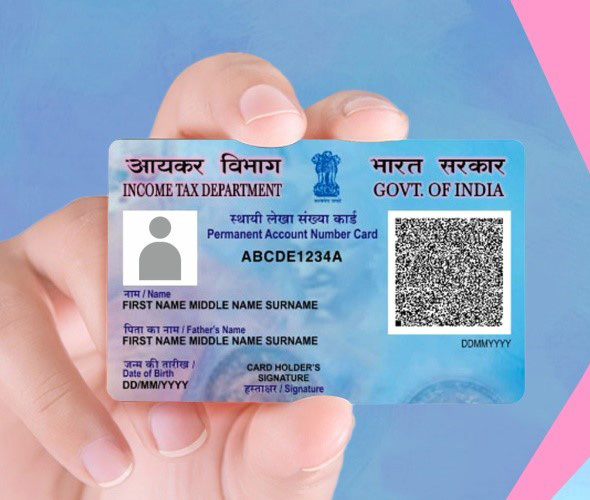 आयकर विभाग
INCOME TAX DEPARTMENT
भारत सरकार
GOVT. OF INDIA
स्थायी लेखा संख्या कार्ड
Permanent Account Number Card
ABCDE1234A
नाम / Name
FIRST NAME MIDDLE NAME SURNAME
पिता का नाम / Father's Name
FIRST NAME MIDDLE NAME SURNAME
जन्म की तारीख /
Date of Birth
DD/MM/YYYY
CARD HOLDER'S
SIGNATURE
हस्ताक्षर / Signature
DDMMYYYY